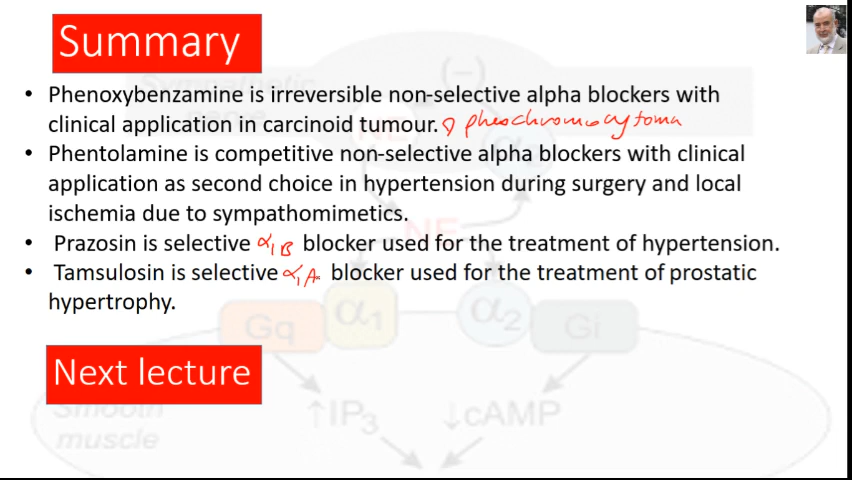 Summary
• Phenoxybenzamine is irreversible non-selective alpha blockers with
clinical application in carcinoid tumour. pheochromocytoma
• Phentolamine is competitive non-selective alpha blockers with clinical
application as second choice in hypertension during surgery and local
ischemia due to sympathomimetics.
• Prazosin is selective α1B blocker used for the treatment of hypertension.
• Tamsulosin is selective α1A blocker used for the treatment of prostatic
hypertrophy.
Gq α1 α2 Gi
Next lecture
Smooth
muscle
↑IP3 ↓cAMP
(−)
NE